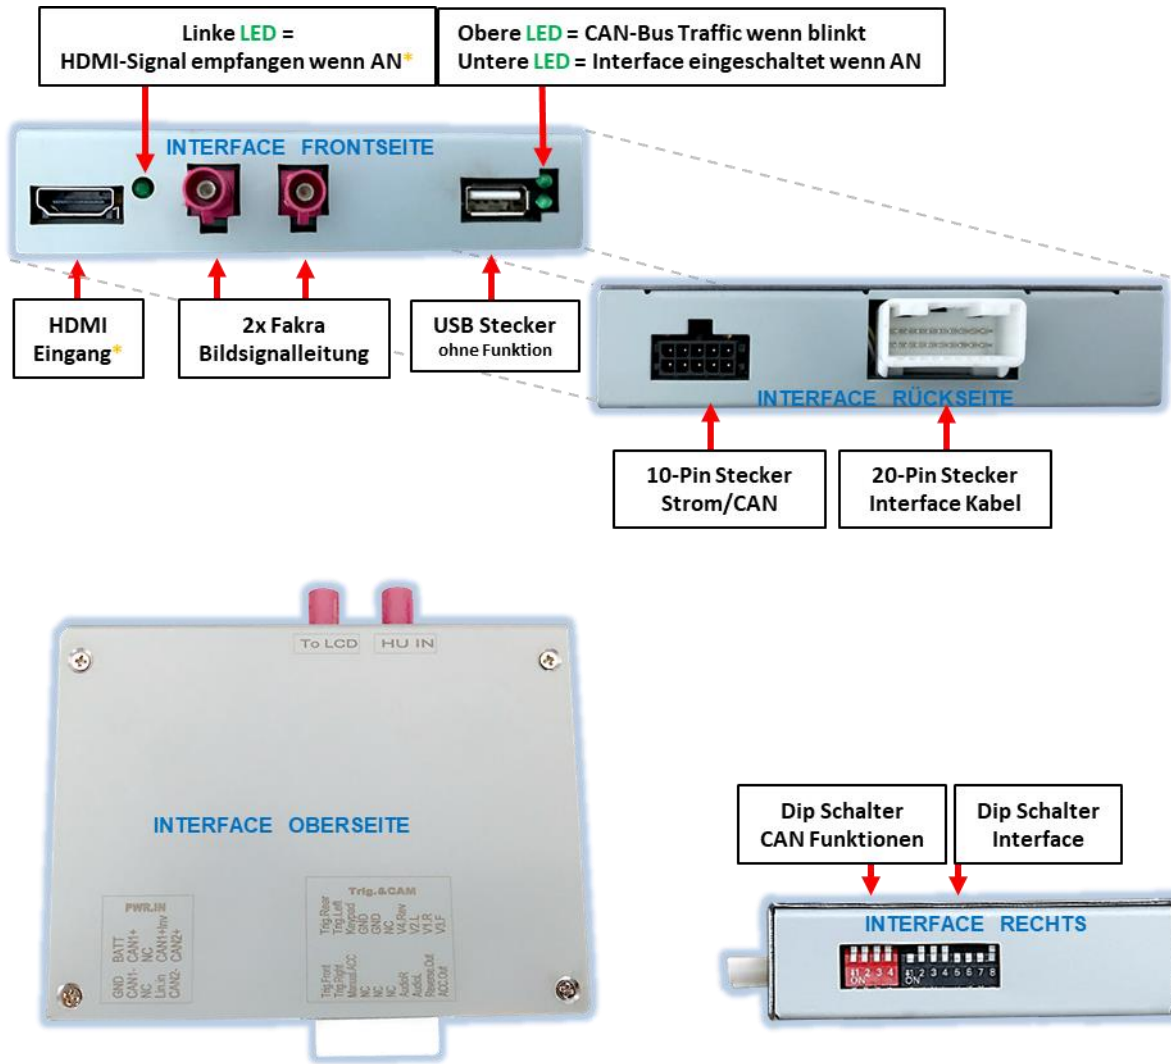 Linke LED =
HDMI-Signal empfangen wenn AN*
Obere LED = CAN-Bus Traffic wenn blinkt
Untere LED = Interface eingeschaltet wenn AN
INTERFACE FRONTSEITE
HDMI
Eingang*
2x Fakra
Bildsignalleitung
USB Stecker
ohne Funktion
INTERFACE RÜCKSEITE
10-Pin Stecker
Strom/CAN
20-Pin Stecker
Interface Kabel
To LCD
HU IN
INTERFACE OBERSEITE
PWR.IN
BATT
CAN1+
NC
CAN1+Inv
CAN2+
GND
CAN1-
NC
Lin.in
CAN2-
Trig.&CAM
Trig.Rear
Trig.Left
Keypad
GND
GND
NC
V4.Rev
V2.L
V1.R
V3.F
Trig.Front
Trig.Right
Manual.ACC
NC
NC
NC
AudioR
AudioL
Reverse.Out
ACC.Out
Dip Schalter
CAN Funktionen
Dip Schalter
Interface
INTERFACE RECHTS
1 2 3 4
ON
1 2 3 4 5 6 7 8
ON